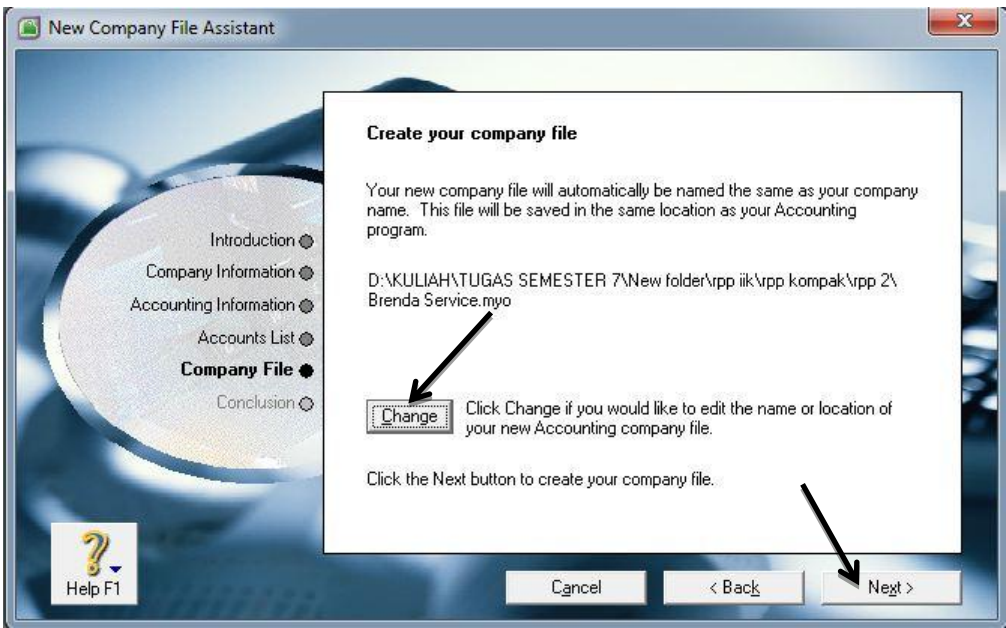 New Company File Assistant
x
Create your company file
Your new company file will automatically be named the same as your company
name. This file will be saved in the same location as your Accounting
program.
Introduction
Company Information
Accounting Information
Accounts List
Company File
Conclusion
D:\KULIAH\TUGAS SEMESTER 7\New folder\rpp iik\rpp kompak\rpp 2\
Brenda Service.myo
Change
Click Change if you would like to edit the name or location of
your new Accounting company file.
Click the Next button to create your company file.
Help F1
Cancel
< Back
Next >